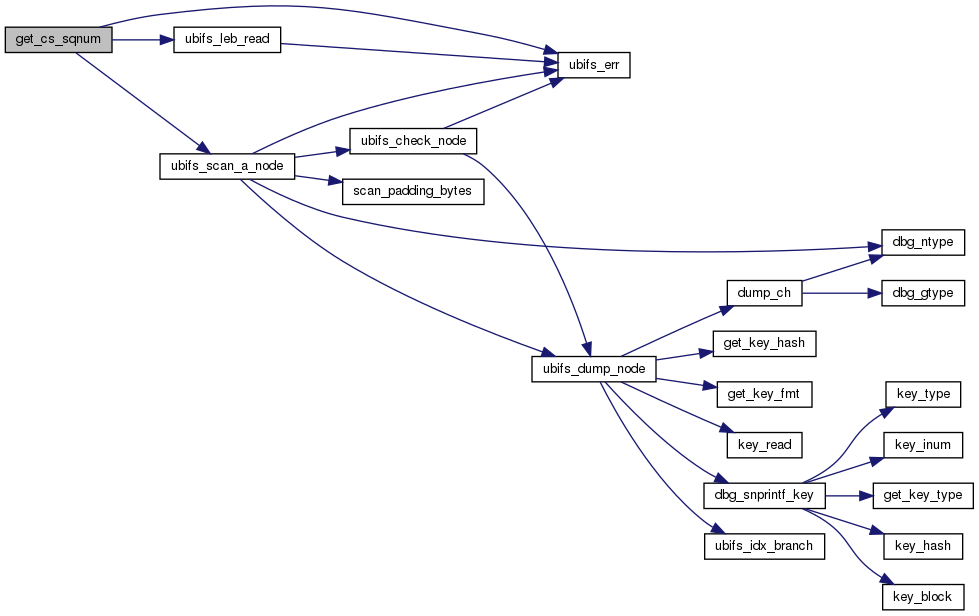 get_cs_sqnum
ubifs_leb_read
ubifs_err
ubifs_scan_a_node
ubifs_check_node
scan_padding_bytes
dbg_ntype
dump_ch
dbg_gtype
get_key_hash
ubifs_dump_node
get_key_fmt
key_type
key_read
key_inum
dbg_snprintf_key
get_key_type
ubifs_idx_branch
key_hash
key_block